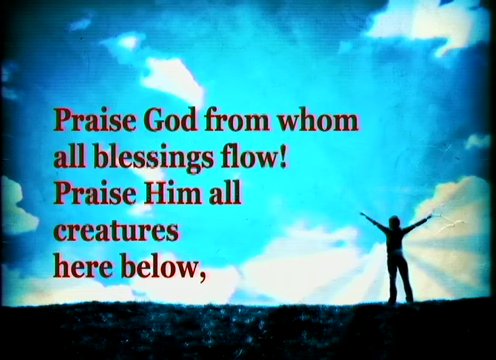 Praise God from whom
all blessings flow!
Praise Him all
creatures
here below,